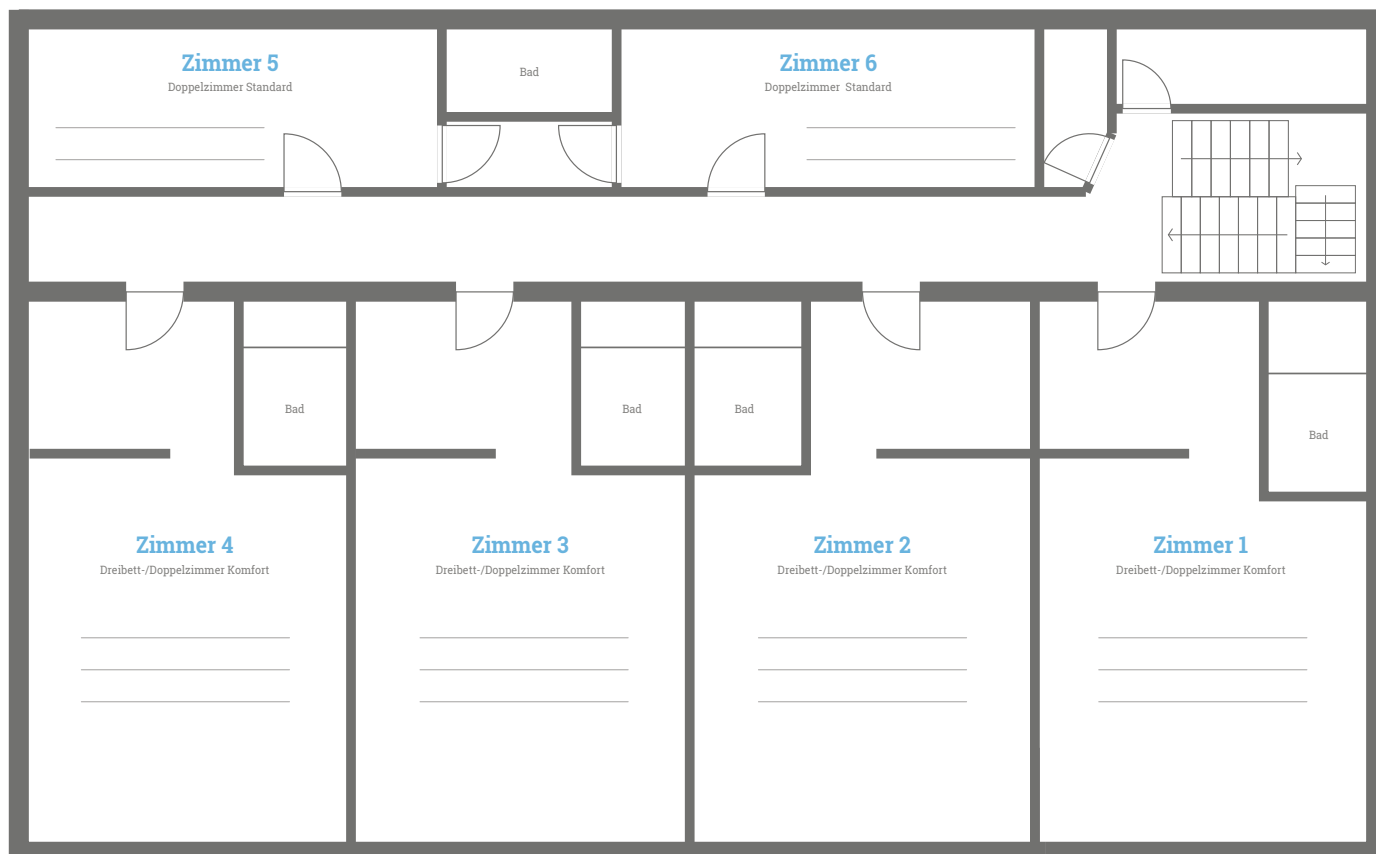 Zimmer 5
Doppelzimmer Standard
Bad
Zimmer 6
Doppelzimmer  Standard
Bad
Bad
Bad
Bad
Zimmer 4
Dreibett-/Doppelzimmer Komfort
Zimmer 3
Dreibett-/Doppelzimmer Komfort
Zimmer 2
Dreibett-/Doppelzimmer Komfort
Zimmer 1
Dreibett-/Doppelzimmer Komfort